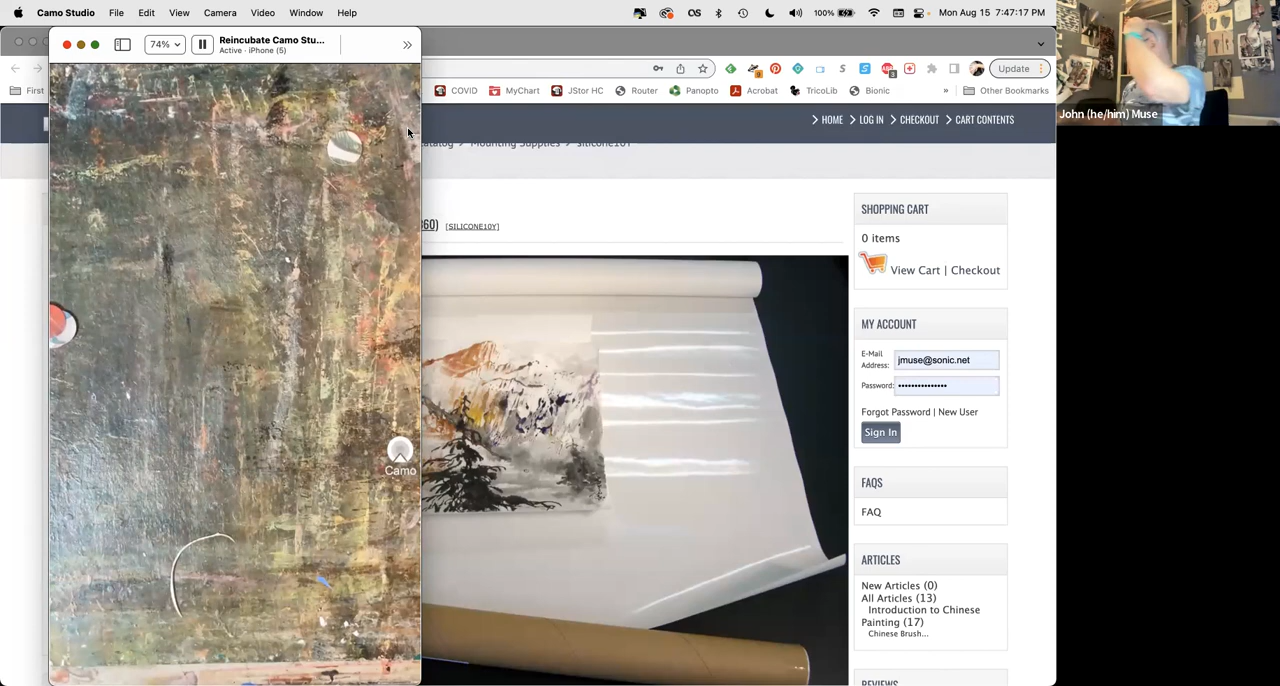 Camo Studio File Edit View Camera Video Window Help 100% Mon Aug 15 7:47:17 PM
74% Reincubate Camo Stu...
Active · iPhone (5)
Update
First COVID MyChart JStor HC Router Panopto Acrobat TricoLib Bionic » Other Bookmarks
John (he/him) Muse
HOME LOG IN CHECKOUT CART CONTENTS
Mounting Supplies > silicone10Y
360) [SILICONE10Y]
SHOPPING CART
0 items
View Cart | Checkout
MY ACCOUNT
E-Mail
Address: jmuse@sonic.net
Password: •••••••••••••••
Forgot Password | New User
Sign In
Camo
FAQS
FAQ
ARTICLES
New Articles (0)
All Articles (13)
Introduction to Chinese
Painting (17)
Chinese Brush...
REVIEWS